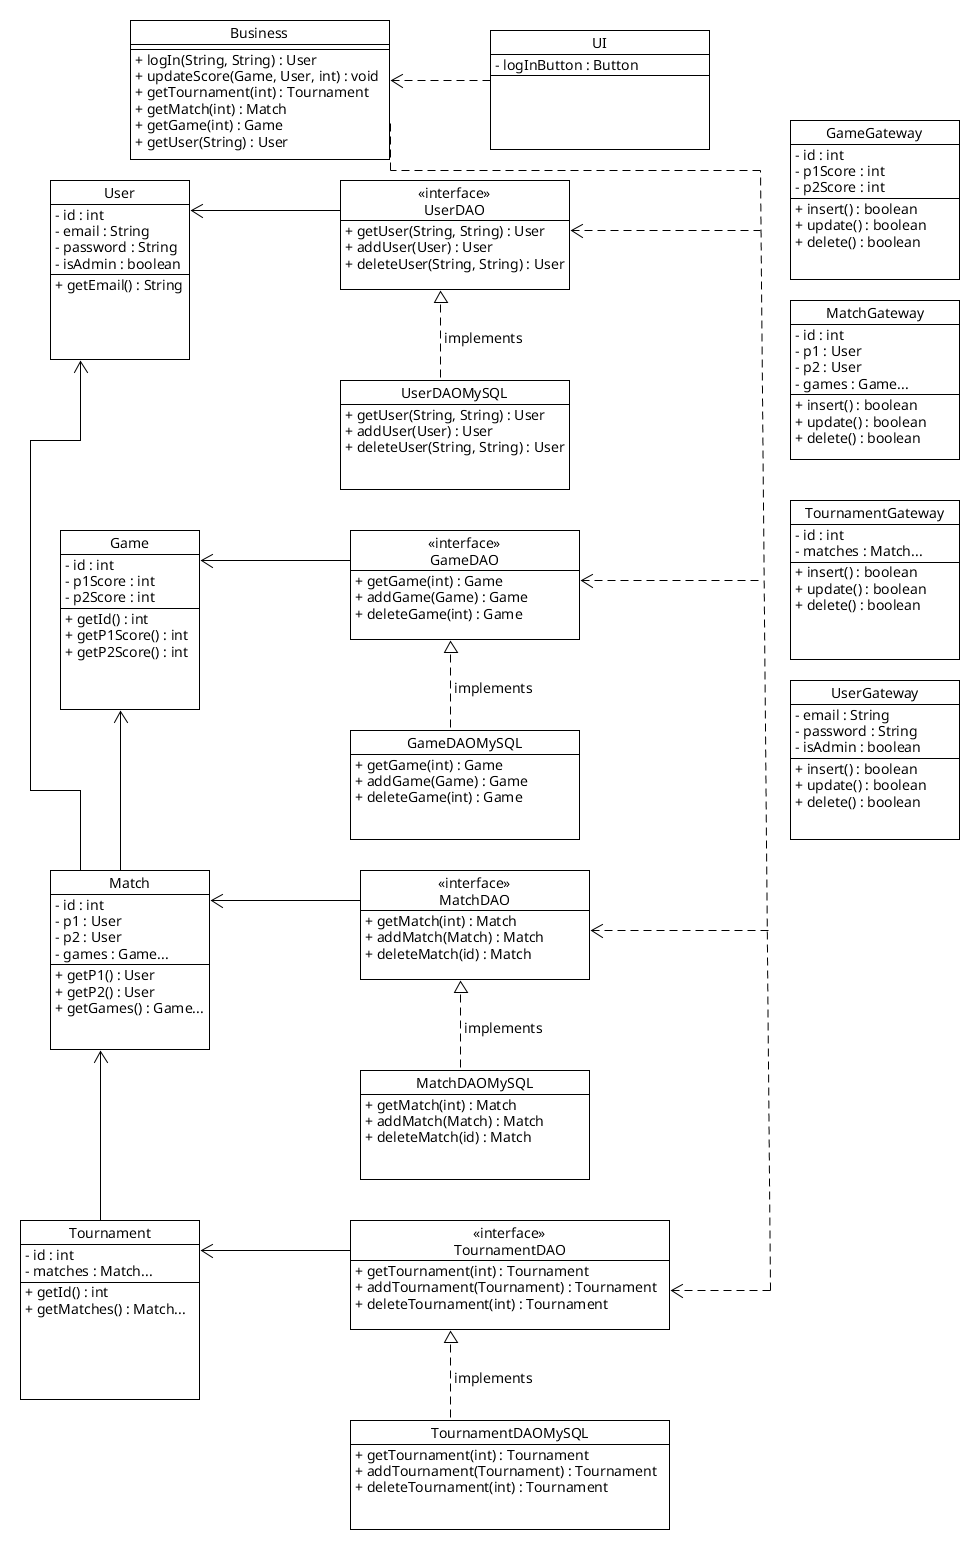 Business
+ logIn(String, String) : User
+ updateScore(Game, User, int) : void
+ getTournament(int) : Tournament
+ getMatch(int) : Match
+ getGame(int) : Game
+ getUser(String) : User
UI
- logInButton : Button
GameGateway
- id : int
- p1Score : int
- p2Score : int
+ insert() : boolean
+ update() : boolean
+ delete() : boolean
User
- id : int
- email : String
- password : String
- isAdmin : boolean
+ getEmail() : String
«interface»
UserDAO
+ getUser(String, String) : User
+ addUser(User) : User
+ deleteUser(String, String) : User
implements
MatchGateway
- id : int
- p1 : User
- p2 : User
- games : Game...
+ insert() : boolean
+ update() : boolean
+ delete() : boolean
UserDAOMySQL
+ getUser(String, String) : User
+ addUser(User) : User
+ deleteUser(String, String) : User
TournamentGateway
- id : int
- matches : Match...
+ insert() : boolean
+ update() : boolean
+ delete() : boolean
Game
- id : int
- p1Score : int
- p2Score : int
+ getId() : int
+ getP1Score() : int
+ getP2Score() : int
«interface»
GameDAO
+ getGame(int) : Game
+ addGame(Game) : Game
+ deleteGame(int) : Game
implements
UserGateway
- email : String
- password : String
- isAdmin : boolean
+ insert() : boolean
+ update() : boolean
+ delete() : boolean
GameDAOMySQL
+ getGame(int) : Game
+ addGame(Game) : Game
+ deleteGame(int) : Game
Match
- id : int
- p1 : User
- p2 : User
- games : Game...
+ getP1() : User
+ getP2() : User
+ getGames() : Game...
«interface»
MatchDAO
+ getMatch(int) : Match
+ addMatch(Match) : Match
+ deleteMatch(id) : Match
implements
MatchDAOMySQL
+ getMatch(int) : Match
+ addMatch(Match) : Match
+ deleteMatch(id) : Match
Tournament
- id : int
- matches : Match...
+ getId() : int
+ getMatches() : Match...
«interface»
TournamentDAO
+ getTournament(int) : Tournament
+ addTournament(Tournament) : Tournament
+ deleteTournament(int) : Tournament
implements
TournamentDAOMySQL
+ getTournament(int) : Tournament
+ addTournament(Tournament) : Tournament
+ deleteTournament(int) : Tournament